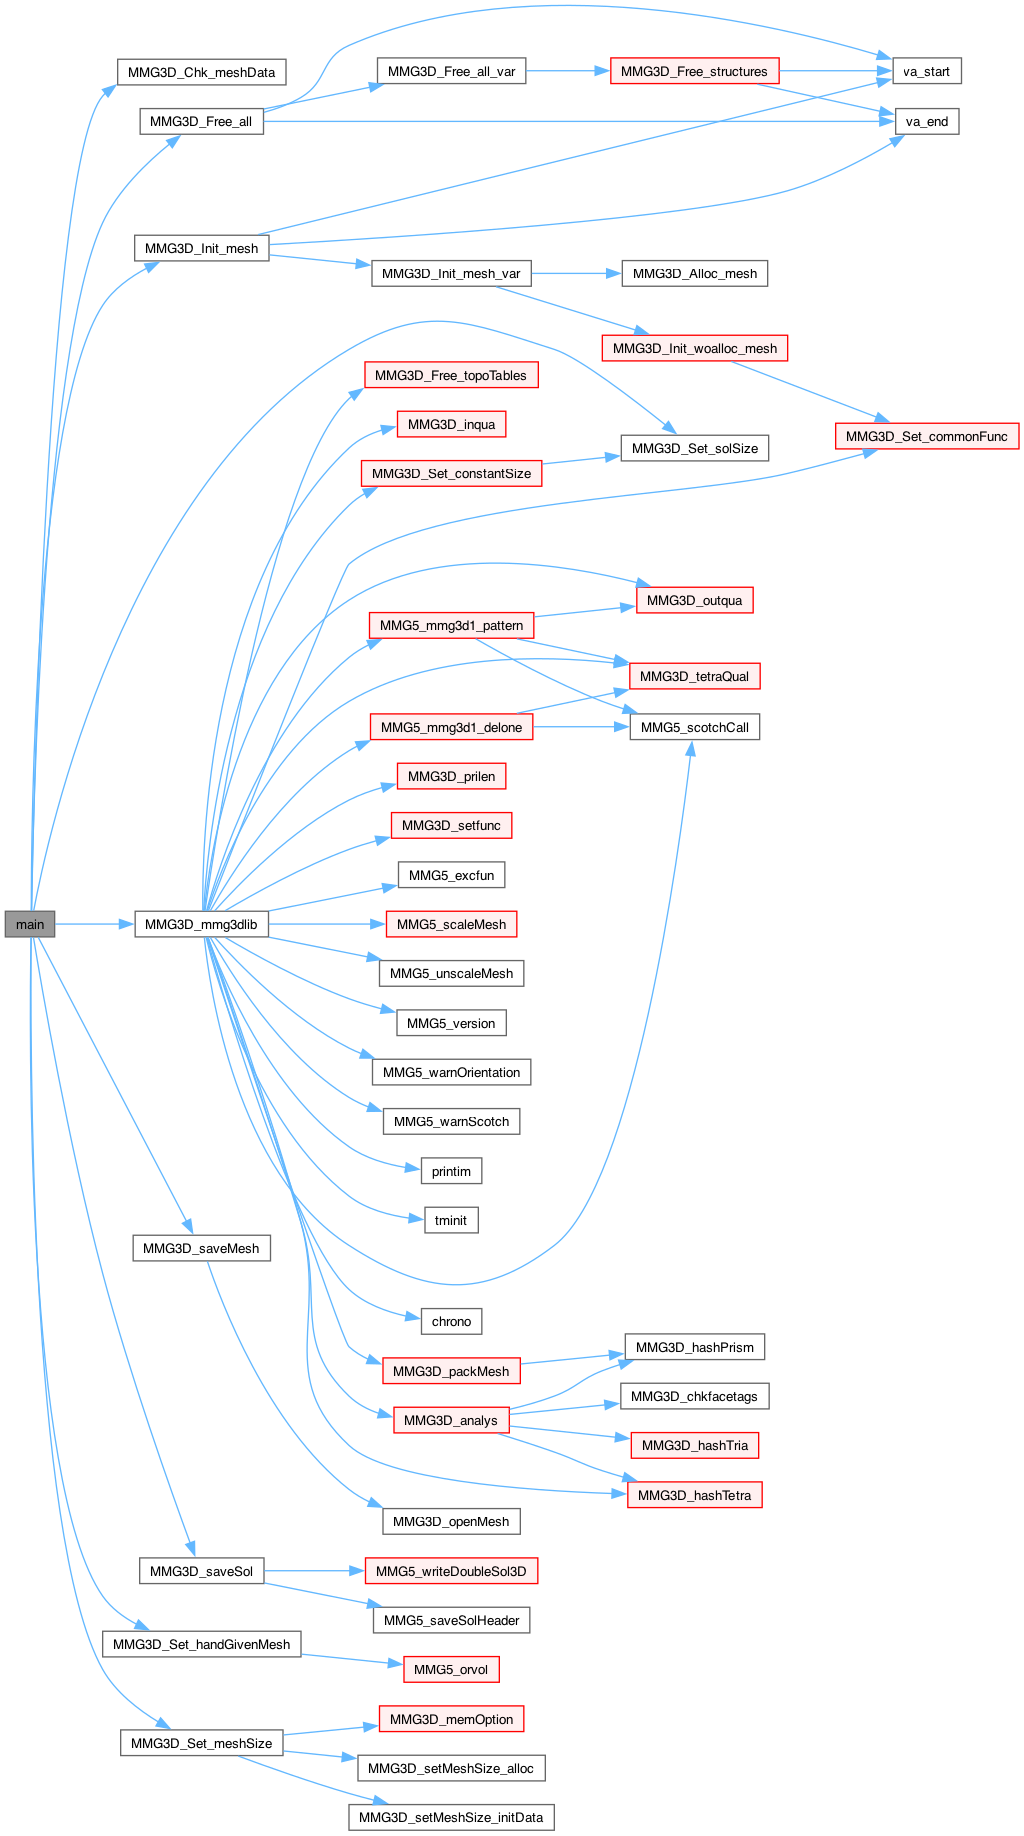 MMG3D_Chk_meshData
MMG3D_Free_all_var
MMG3D_Free_structures
va_start
MMG3D_Free_all
va_end
MMG3D_Init_mesh
MMG3D_Init_mesh_var
MMG3D_Alloc_mesh
MMG3D_Init_woalloc_mesh
MMG3D_Free_topoTables
MMG3D_inqua
MMG3D_Set_commonFunc
MMG3D_Set_solSize
MMG3D_Set_constantSize
MMG3D_outqua
MMG5_mmg3d1_pattern
MMG3D_tetraQual
MMG5_mmg3d1_delone
MMG5_scotchCall
MMG3D_prilen
MMG3D_setfunc
MMG5_excfun
main
MMG3D_mmg3dlib
MMG5_scaleMesh
MMG5_unscaleMesh
MMG5_version
MMG5_warnOrientation
MMG5_warnScotch
printim
tminit
MMG3D_saveMesh
chrono
MMG3D_hashPrism
MMG3D_packMesh
MMG3D_chkfacetags
MMG3D_analys
MMG3D_hashTria
MMG3D_hashTetra
MMG3D_openMesh
MMG3D_saveSol
MMG5_writeDoubleSol3D
MMG5_saveSolHeader
MMG3D_Set_handGivenMesh
MMG5_orvol
MMG3D_memOption
MMG3D_Set_meshSize
MMG3D_setMeshSize_alloc
MMG3D_setMeshSize_initData